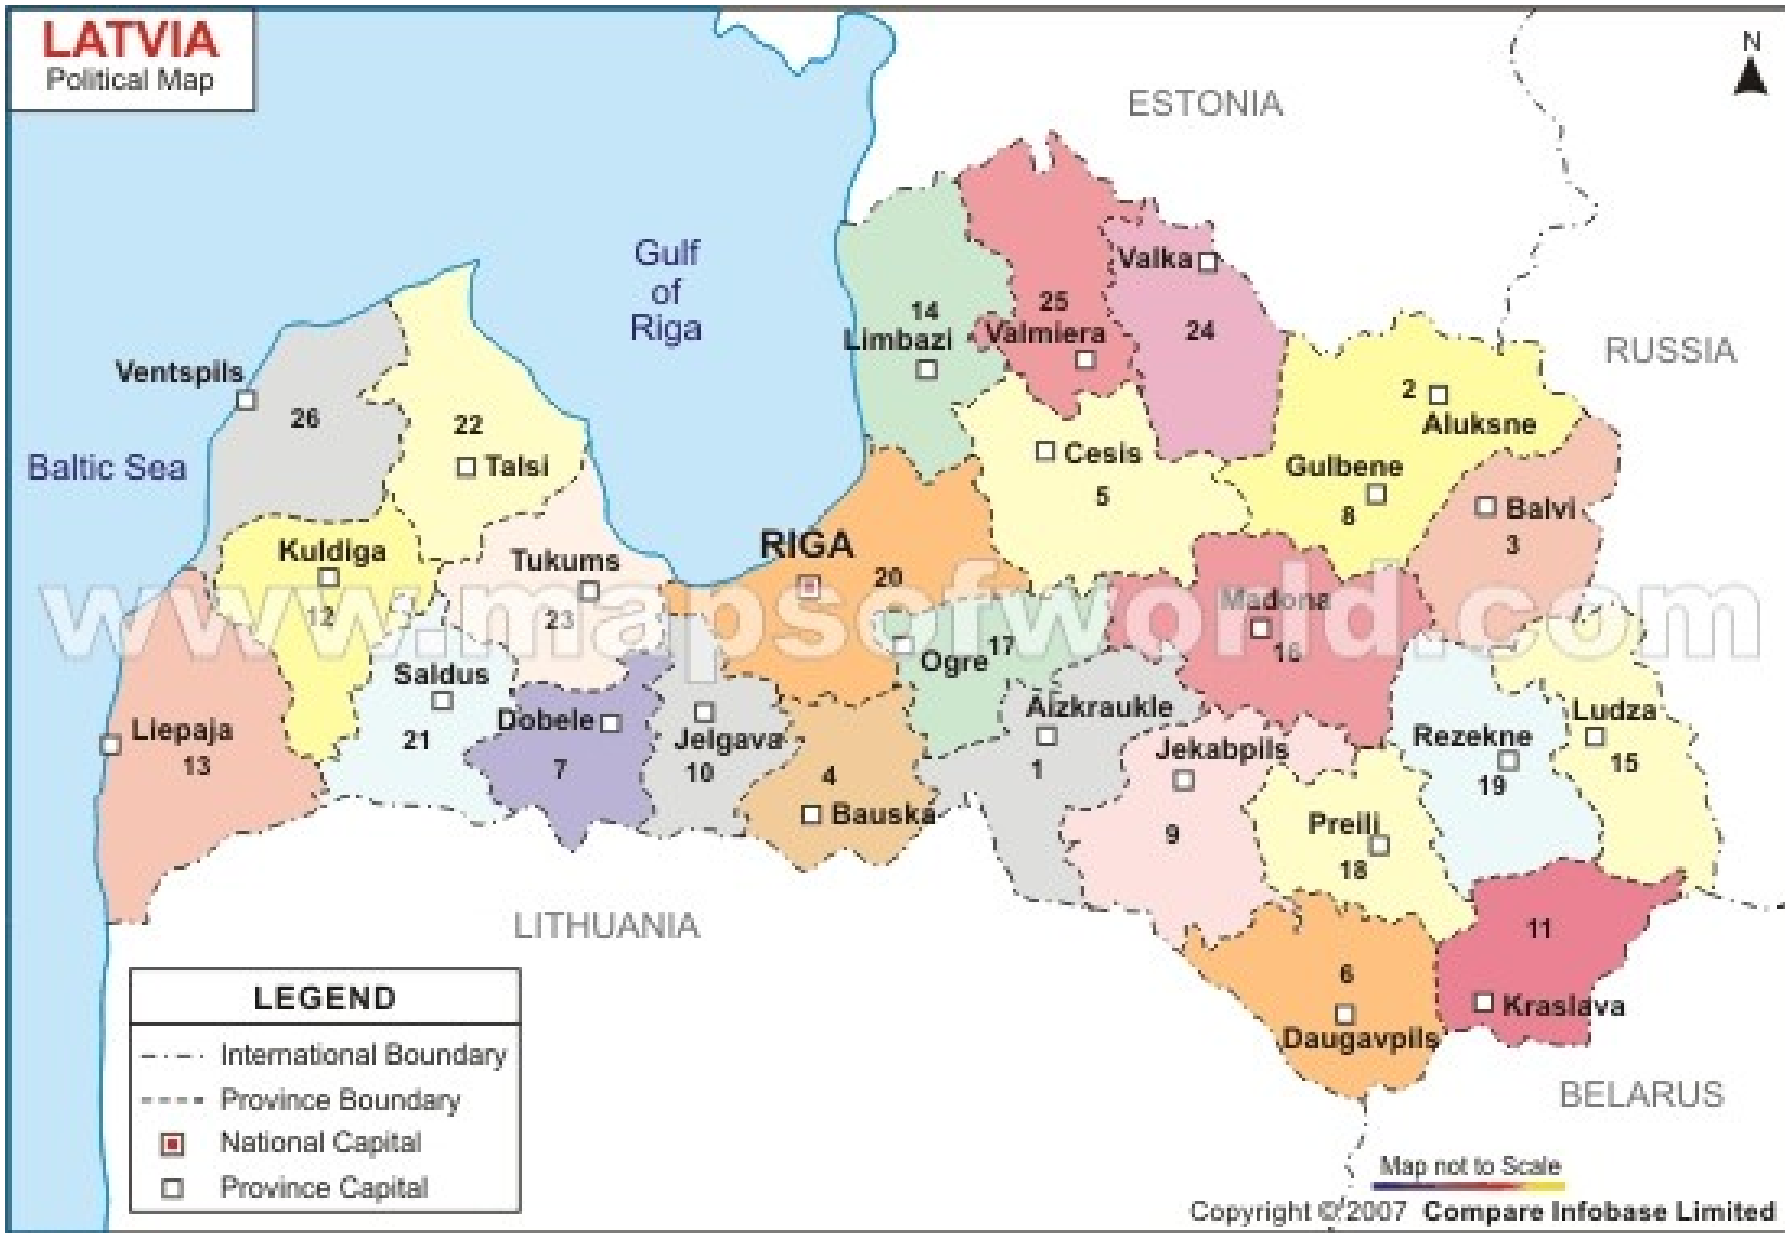 LATVIA
Political Map
N
ESTONIA
Gulf
of
Riga
Valka
25
14
Limbazi
Valmiera
24
RUSSIA
Ventspils
26
22
2
Aluksne
Baltic Sea
Talsi
Cesis
Gulbene
5
8
Balvi
3
Kuldiga
Tukums
RIGA
20
www.mapsofworld.com
12
23
Madona
16
17
Ogre
Saldus
Dobele
Aizkraukle
Ludza
Liepaja
13
21
7
Jelgava
10
4
Bauska
1
Jekabpils
9
Rezekne
19
15
Preili
18
LITHUANIA
11
6
Kraslava
Daugavpils
BELARUS
LEGEND
International Boundary
Province Boundary
National Capital
Province Capital
Map not to Scale
Copyright © 2007 Compare Infobase Limited